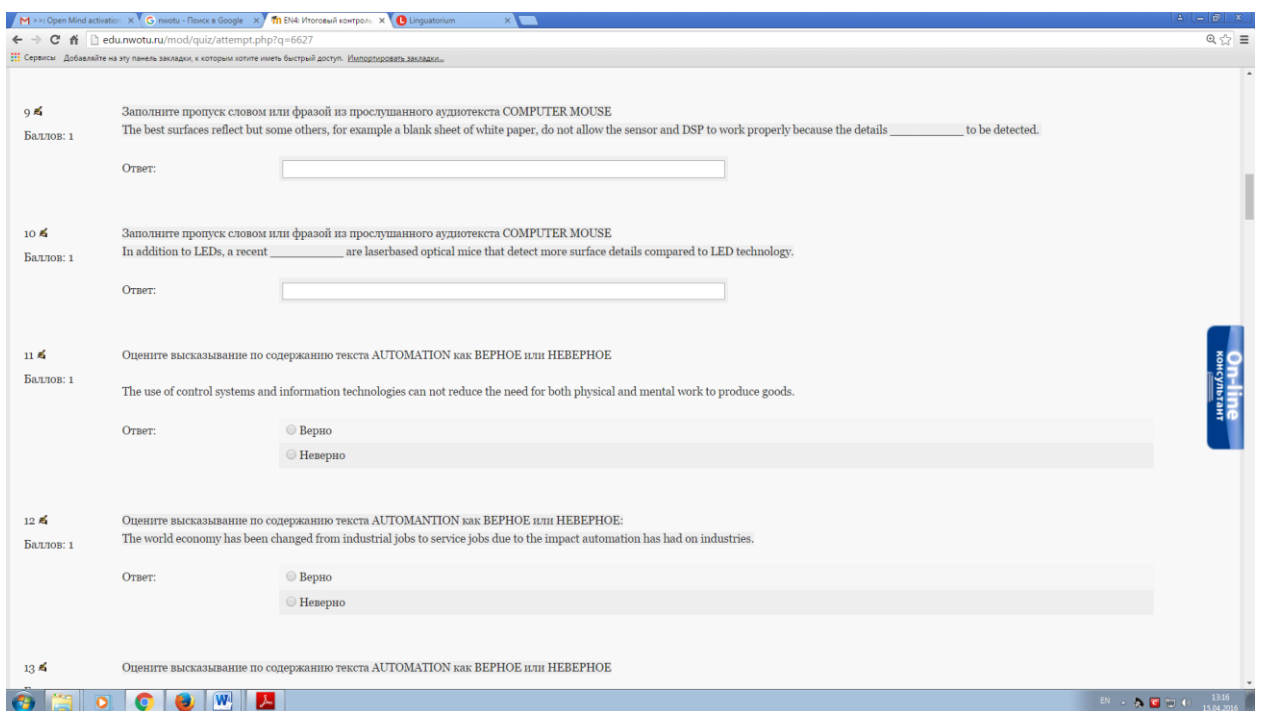 >>: Open Mind activation
nwotu - Поиск в Google
EN4: Итоговый контрол
Linguatorium
edu.nwotu.ru/mod/quiz/attempt.php?q=6627
Сервисы Добавляйте на эту панель закладки, к которым хотите иметь быстрый доступ. Импортировать закладки...
9 Заполните пропуск словом или фразой из прослушанного аудиотекста COMPUTER MOUSE
Баллов: 1 The best surfaces reflect but some others, for example a blank sheet of white paper, do not allow the sensor and DSP to work properly because the details ___________ to be detected.
Ответ:
10 Заполните пропуск словом или фразой из прослушанного аудиотекста COMPUTER MOUSE
Баллов: 1 In addition to LEDs, a recent ___________ are laserbased optical mice that detect more surface details compared to LED technology.
Ответ:
11 Оцените высказывание по содержанию текста AUTOMATION как ВЕРНОЕ или НЕВЕРНОЕ
Баллов: 1
The use of control systems and information technologies can not reduce the need for both physical and mental work to produce goods.
Ответ: Верно
Неверно
On-line
консультант
12 Оцените высказывание по содержанию текста AUTOMANTION как ВЕРНОЕ или НЕВЕРНОЕ:
Баллов: 1 The world economy has been changed from industrial jobs to service jobs due to the impact automation has had on industries.
Ответ: Верно
Неверно
13 Оцените высказывание по содержанию текста AUTOMATION как ВЕРНОЕ или НЕВЕРНОЕ
EN
13:16
15.04.2016